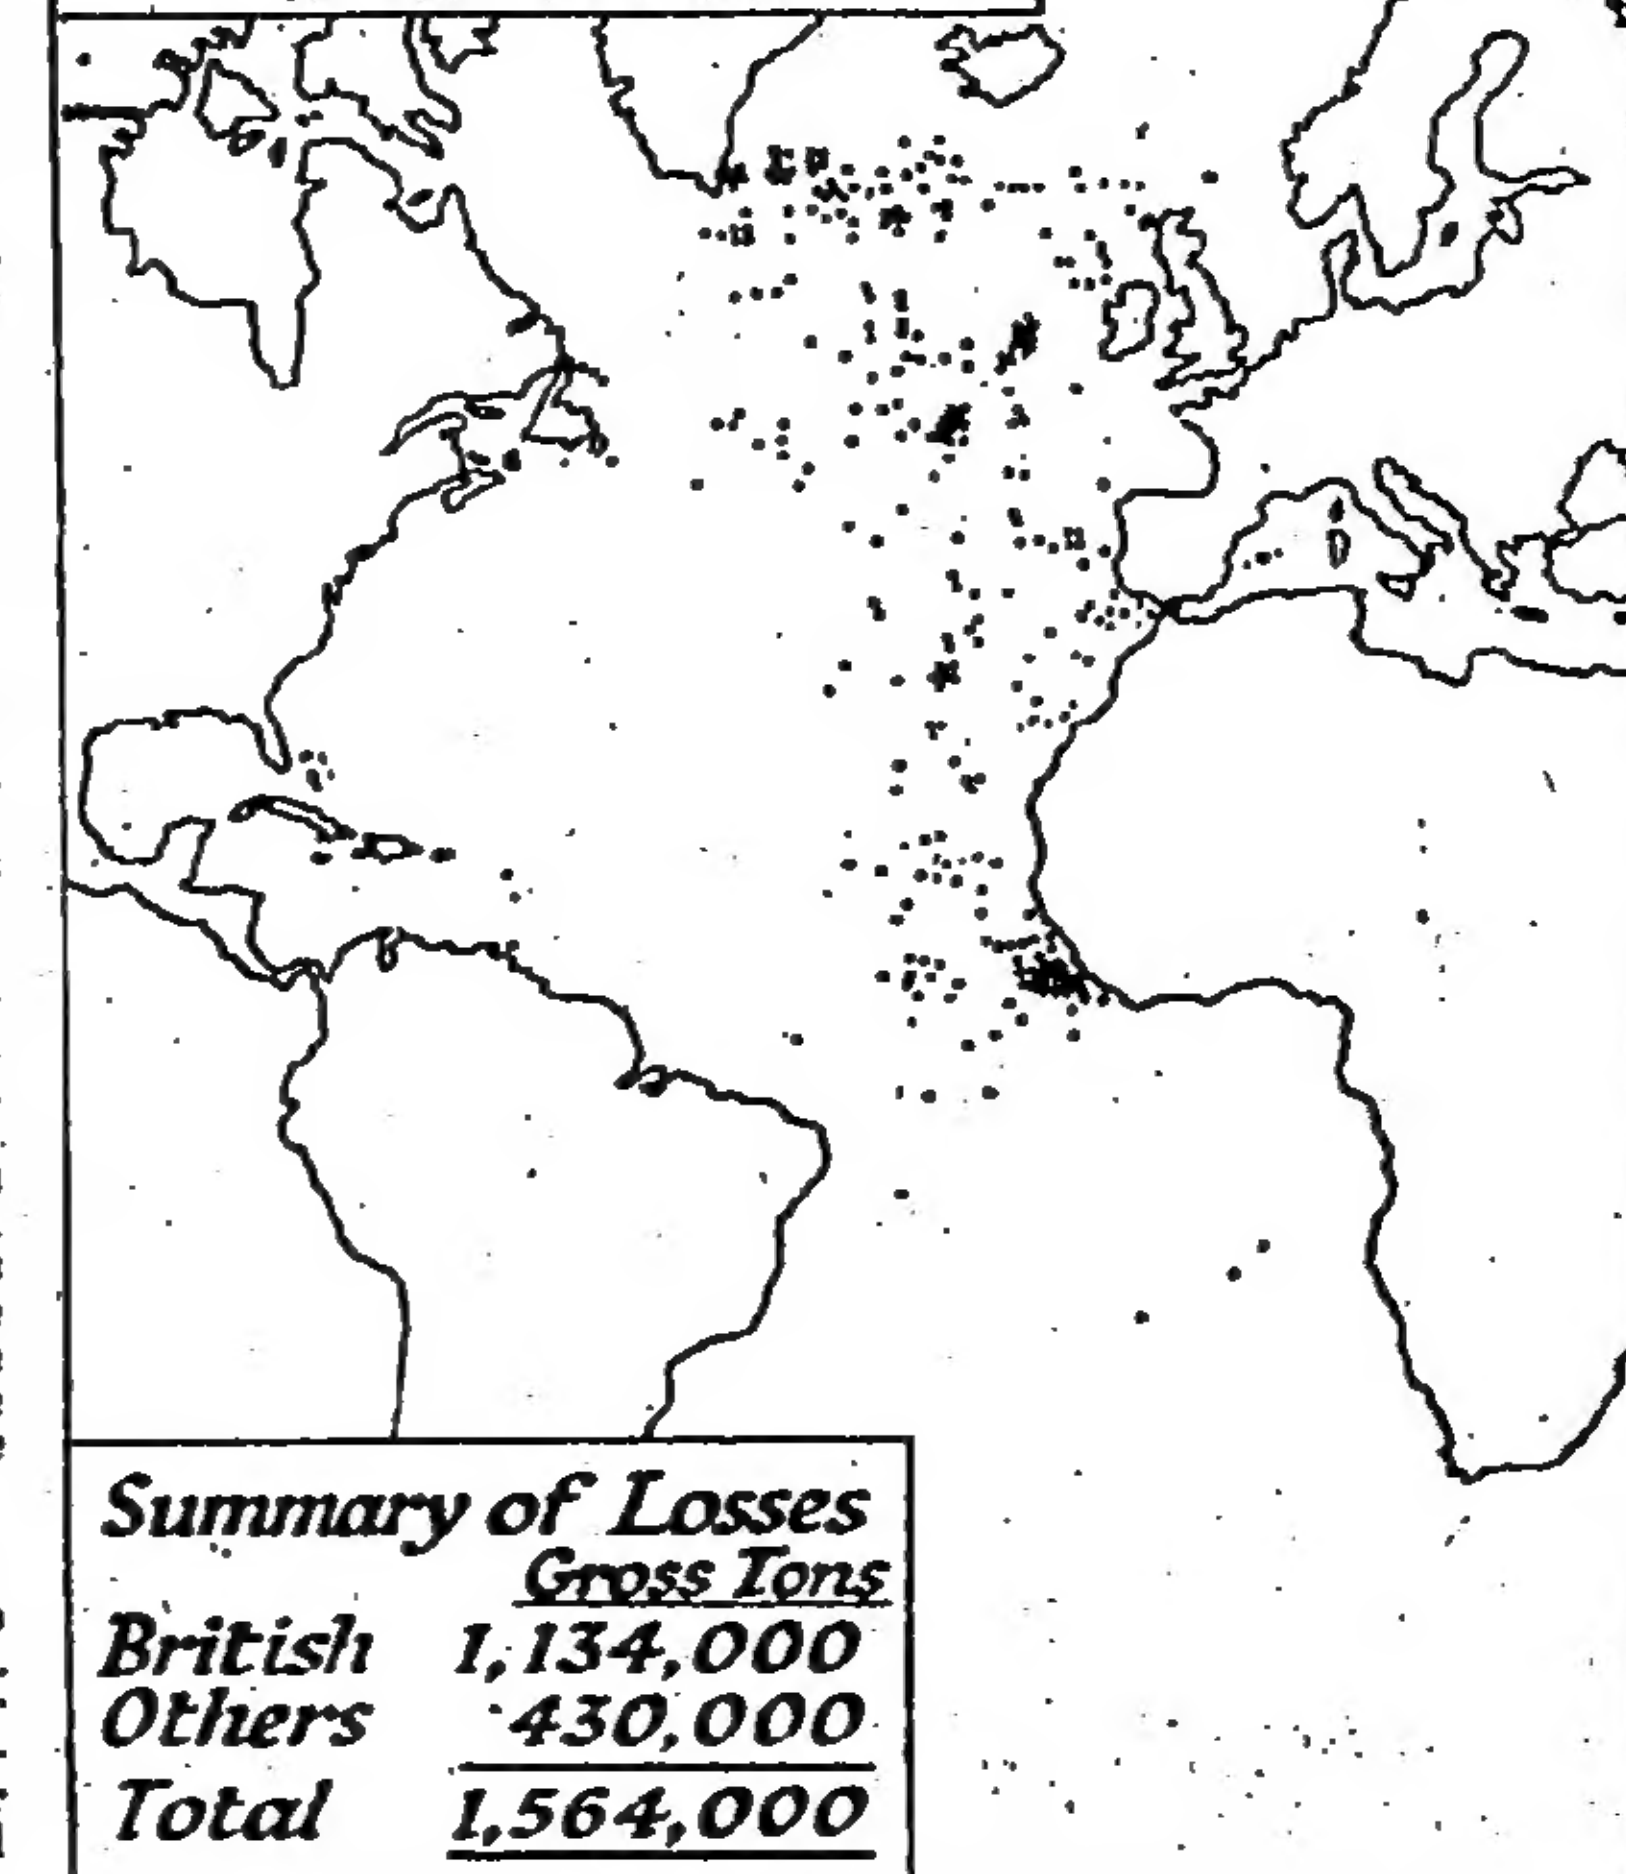 Summary of Losses
Gross Tons
British 1,134,000
Others 430,000
Total 1,564,000